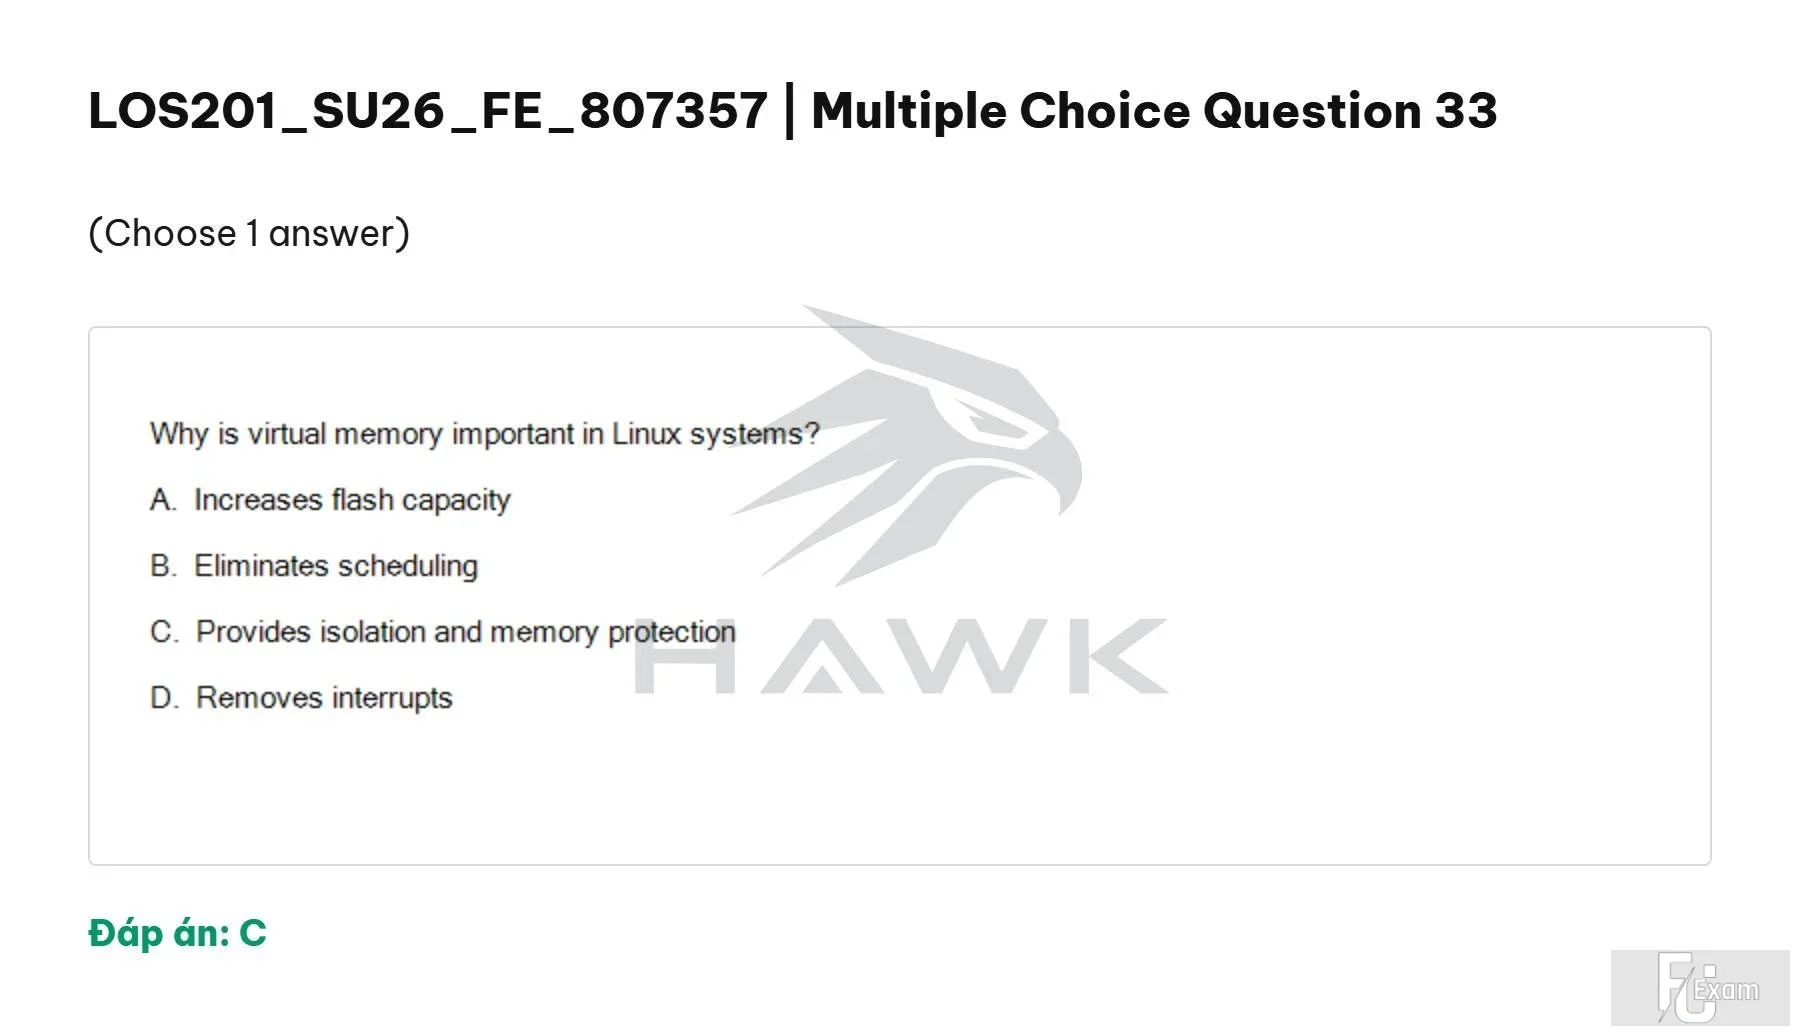 LOS201_SU26_FE_807357 | Multiple Choice Question 33
(Choose 1 answer)
Why is virtual memory important in Linux systems?
A. Increases flash capacity
B. Eliminates scheduling
C. Provides isolation and memory protection
D. Removes interrupts
HAWK
Đáp án: C
FU Exam